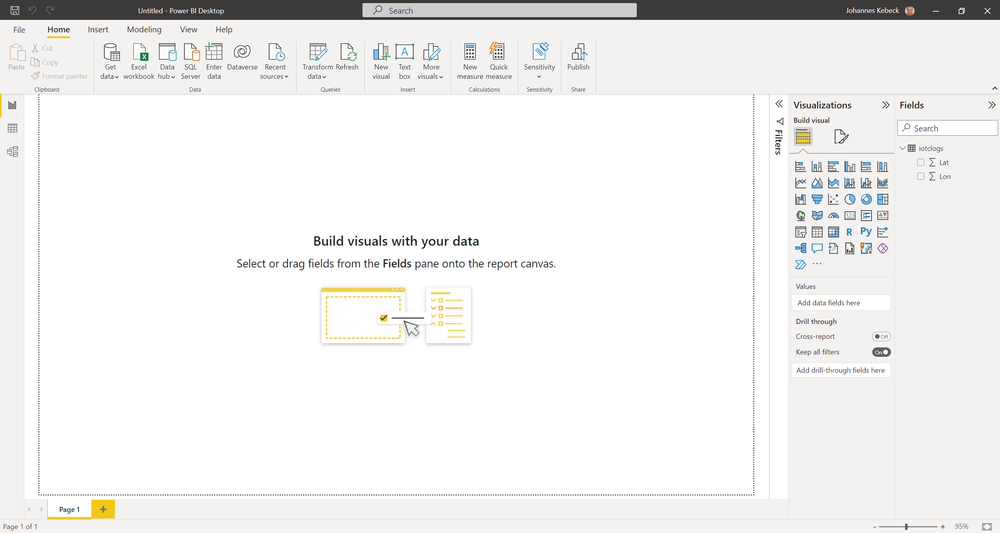 Untitled - Power BI Desktop
Search
Johannes Kebeck
File
Home
Insert
Modeling
View
Help
Paste
Cut
Copy
Format painter
Clipboard
Get data
Excel workbook
Data hub
SQL Server
Enter data
Dataverse
Recent sources
Data
Transform data
Refresh
Queries
New visual
Text box
More visuals
Insert
New measure
Quick measure
Calculations
Sensitivity
Sensitivity
Publish
Share
Build visuals with your data
Select or drag fields from the Fields pane onto the report canvas.
Filters
Visualizations
Build visual
123
R
Py
...
Values
Add data fields here
Drill through
Cross-report
Off
Keep all filters
On
Add drill-through fields here
Fields
Search
iotclogs
Lat
Lon
Page 1
Page 1 of 1
95%